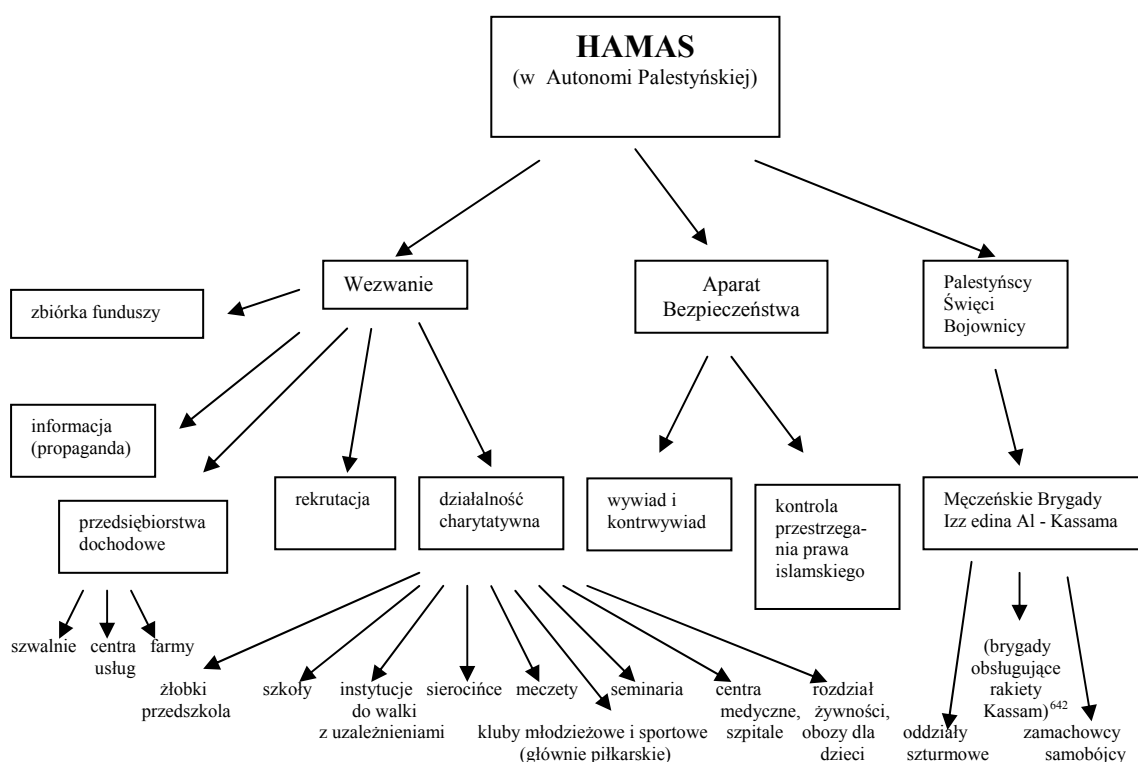 HAMAS
(w Autonomi Palestyńskiej)
Wezwanie
Aparat
Bezpieczeństwa
Palestyńscy
Święci
Bojownicy
zbiórka funduszy
informacja
(propaganda)
przedsiębiorstwa
dochodowe
rekrutacja
działalność
charytatywna
wywiad i
kontrwywiad
kontrola
przestrzega-
nia prawa
islamskiego
Męczeńskie Brygady
Izz edina Al - Kassama
szwalnie
centra
usług
farmy
żłobki
przedszkola
szkoły
instytucje
do walki
z uzależnieniami
sierocińce
meczety
kluby młodzieżowe i sportowe
(głównie piłkarskie)
seminaria
centra
medyczne,
szpitale
rozdział
żywności,
obozy dla
dzieci
oddziały
szturmowe
(brygady
obsługujące
rakiety
Kassam)642
zamachowcy
samobójcy